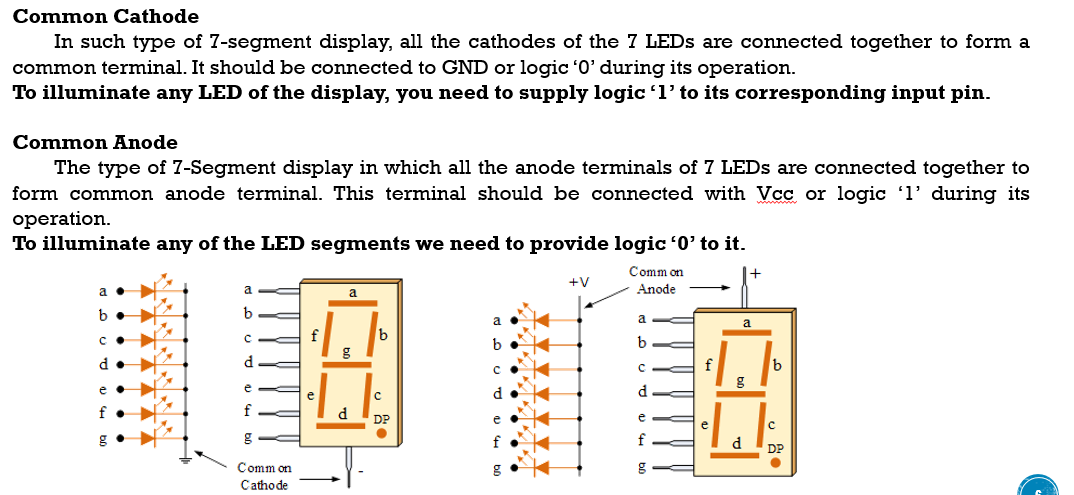 Common Cathode
In such type of 7-segment display, all the cathodes of the 7 LEDs are connected together to form a
common terminal. It should be connected to GND or logic ‘0’ during its operation.
To illuminate any LED of the display, you need to supply logic ‘1’ to its corresponding input pin.
Common Anode
The type of 7-Segment display in which all the anode terminals of 7 LEDs are connected together to
form common anode terminal. This terminal should be connected with Vcc or logic ‘1’ during its
operation.
To illuminate any of the LED segments we need to provide logic ‘0’ to it.
a
b
c
d
e
f
g
Common
Cathode
a
b
c
d
e
f
g
a
f
b
g
e
c
d
DP
-
+V
Common
Anode
+
a
b
c
d
e
f
g
a
b
c
d
e
f
g
a
f
b
g
e
c
d
DP